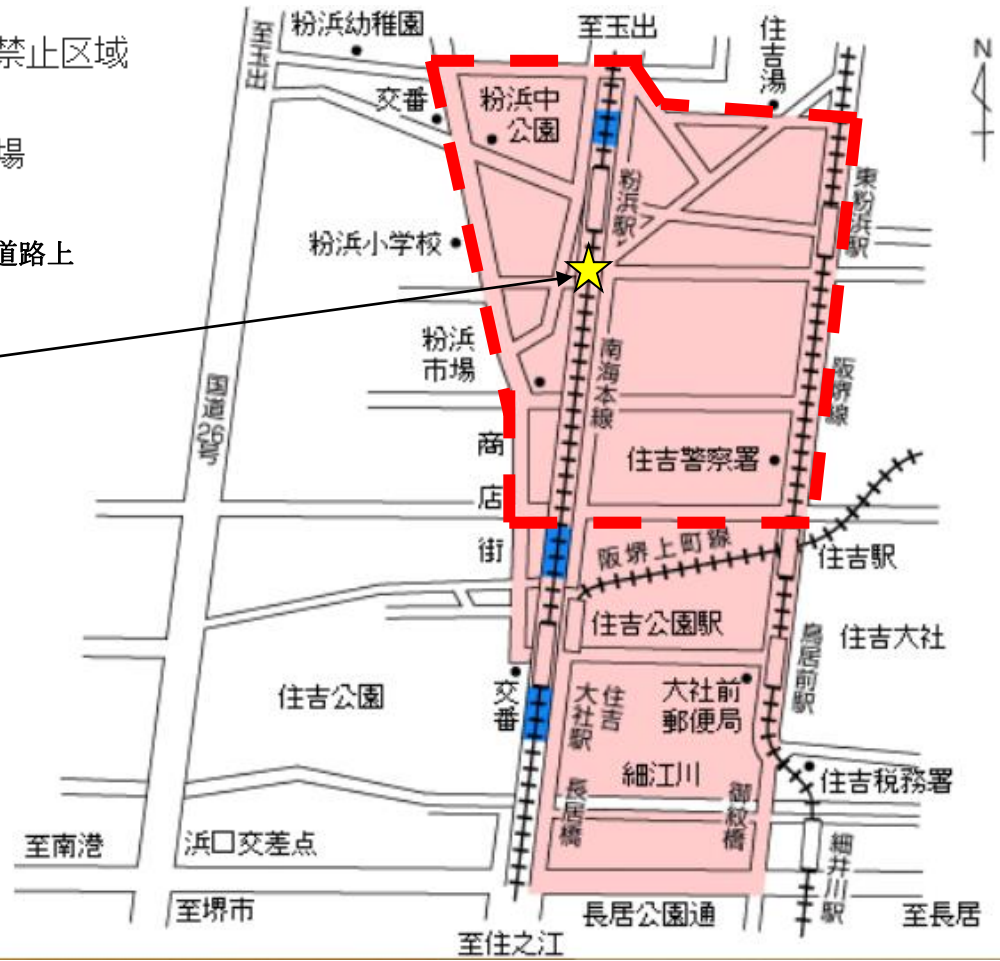 禁止区域
場
道路上
粉浜幼稚園
至玉出
至玉出
住吉湯
N
交番
粉浜中
公園
粉浜駅
東粉浜駅
粉浜小学校
粉浜
市場
南海本線
阪堺線
国道26号
商店街
住吉警察署
阪堺上町線
住吉駅
住吉公園駅
住吉大社
鳥居前駅
住吉公園
交番
住吉
大社駅
大社前
郵便局
細江川
住吉税務署
長居橋
御紋橋
細井川駅
至南港
浜口交差点
至堺市
長居公園通
至長居
至住之江